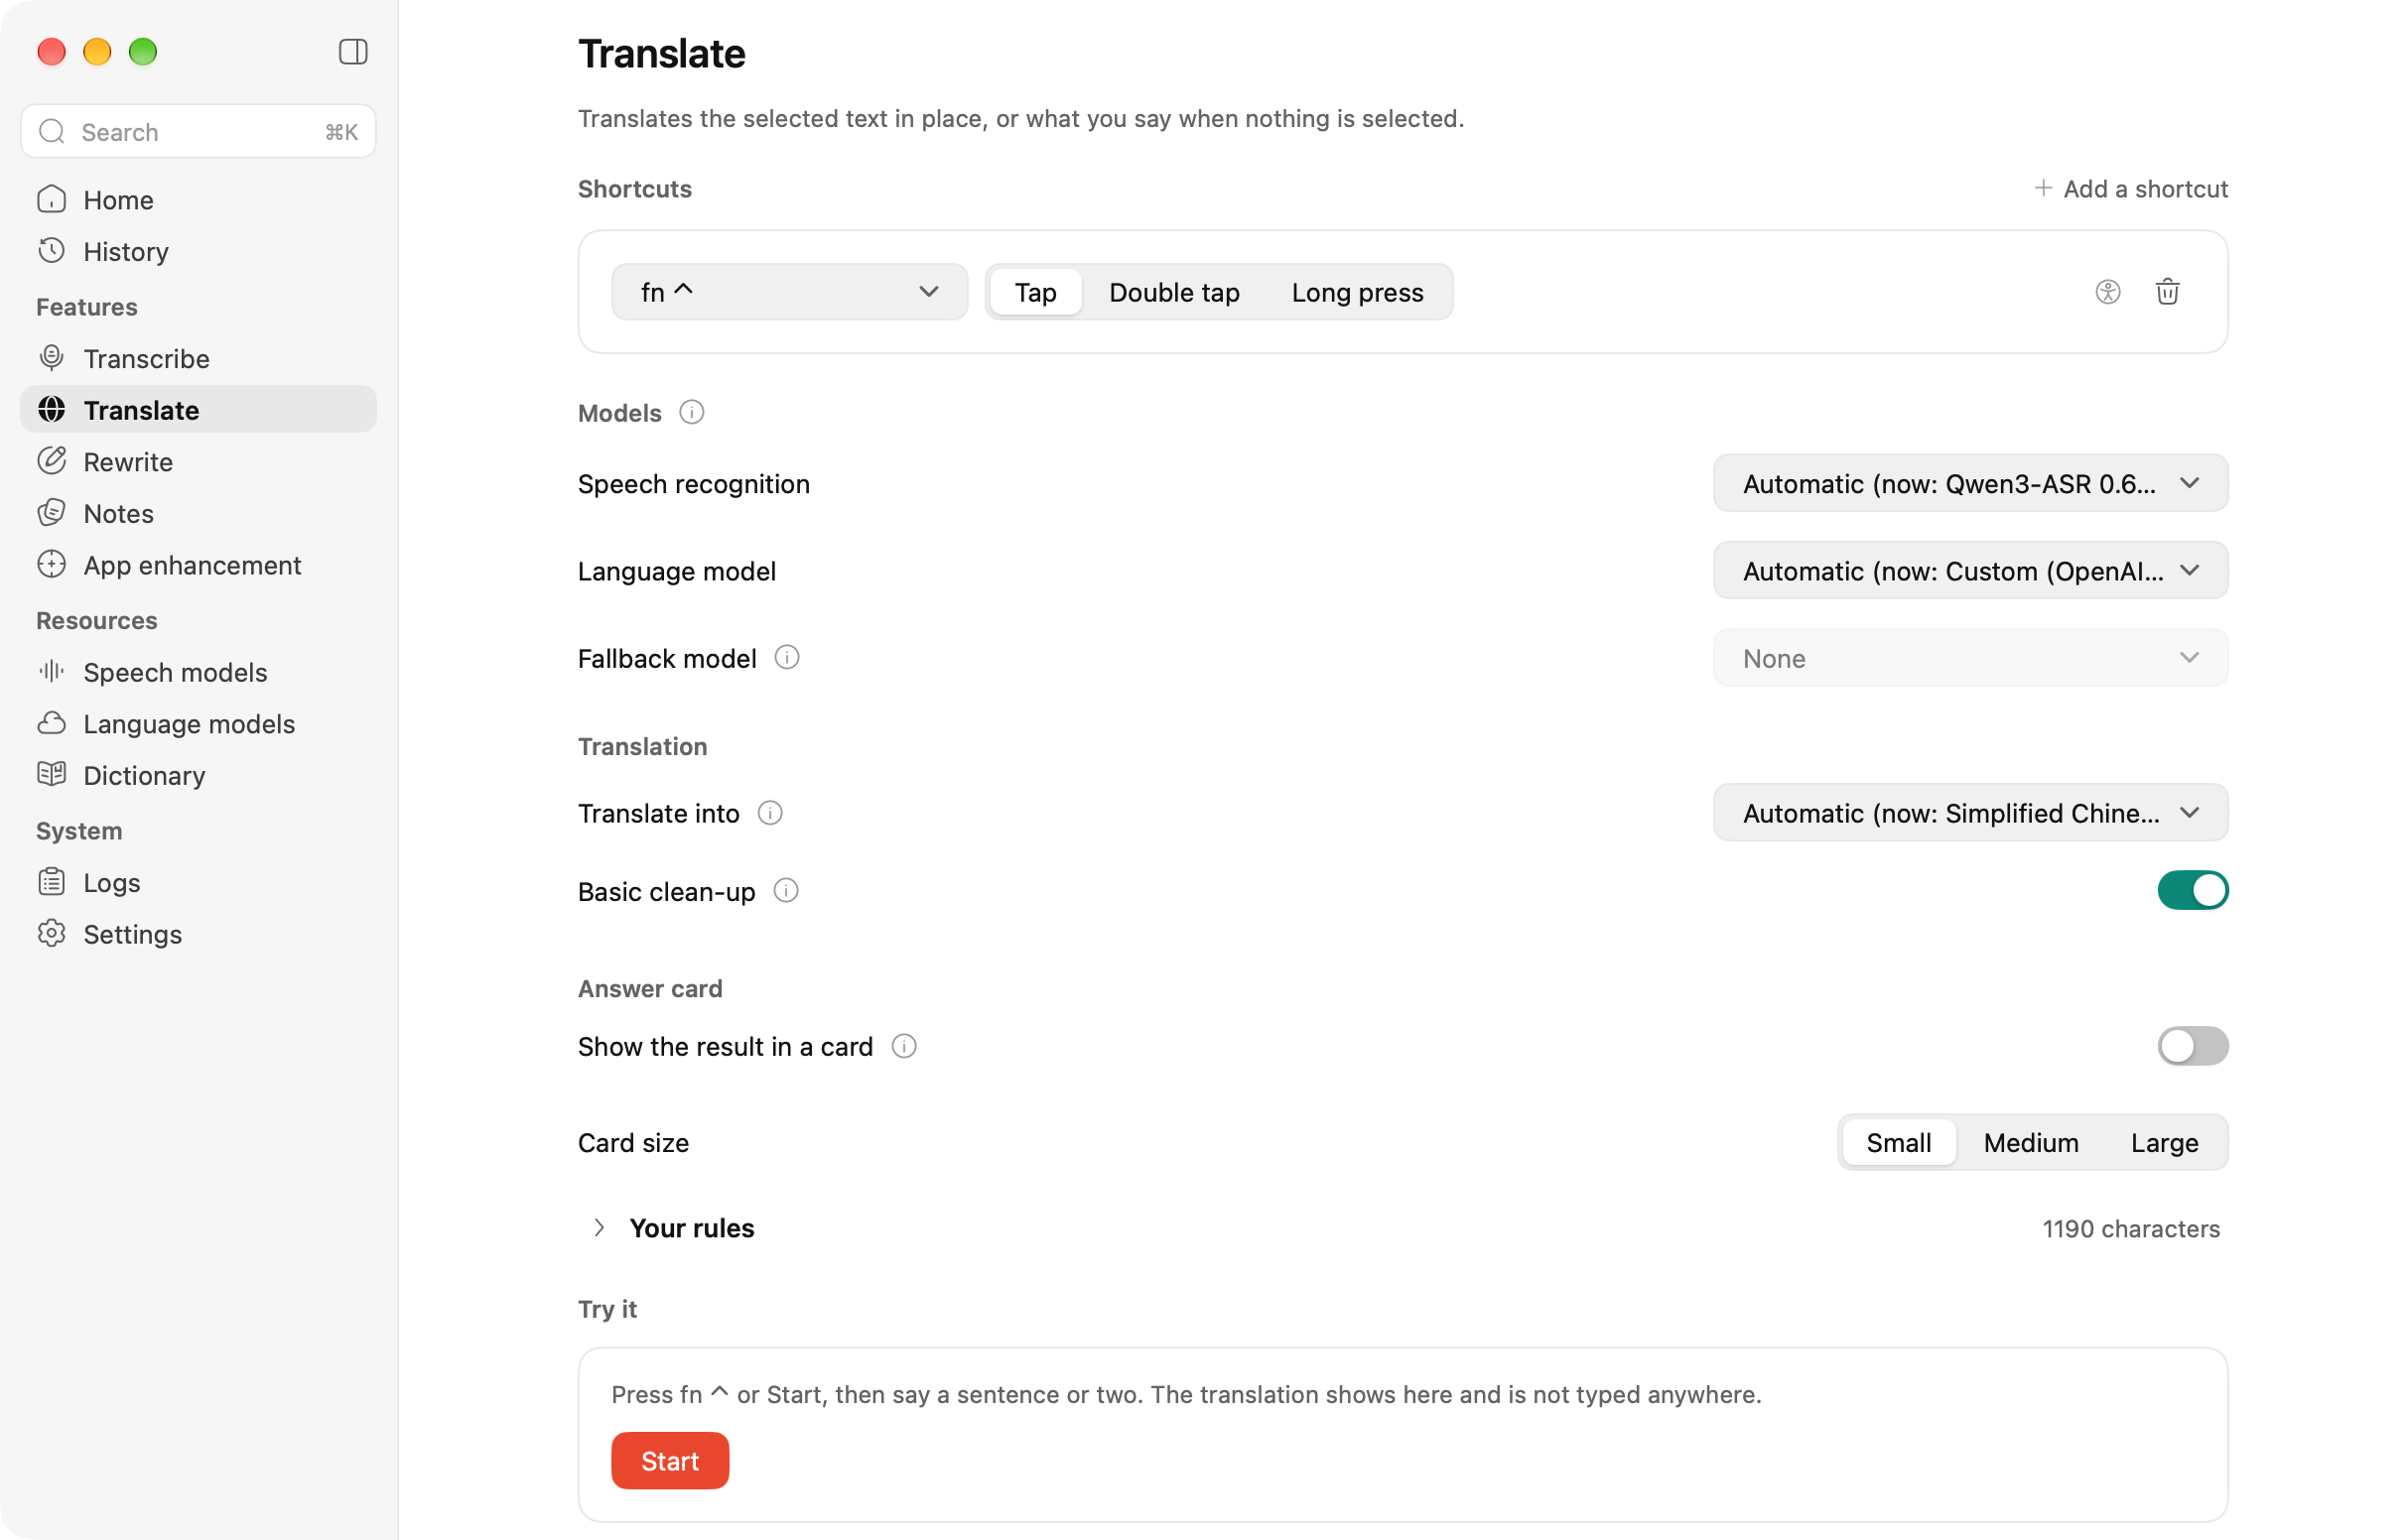 Search ⌘K
Home
History
Features
Transcribe
Translate
Rewrite
Notes
App enhancement
Resources
Speech models
Language models
Dictionary
System
Logs
Settings
Translate
Translates the selected text in place, or what you say when nothing is selected.
Shortcuts
+ Add a shortcut
fn ^
Tap Double tap Long press
Models
Speech recognition
Automatic (now: Qwen3-ASR 0.6...
Language model
Automatic (now: Custom (OpenAI...
Fallback model
None
Translation
Translate into
Automatic (now: Simplified Chine...
Basic clean-up
Answer card
Show the result in a card
Card size
Small Medium Large
Your rules
1190 characters
Try it
Press fn ^ or Start, then say a sentence or two. The translation shows here and is not typed anywhere.
Start